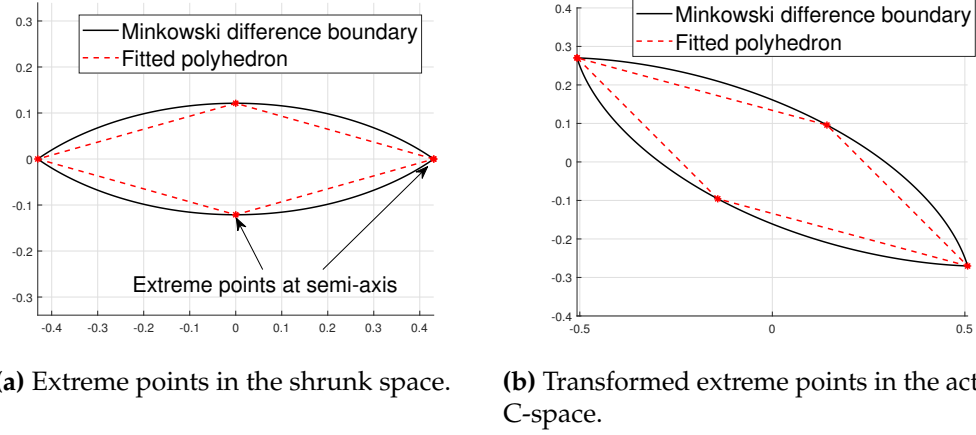 0.3
0.2
0.1
0
-0.1
-0.2
-0.3
-0.4 -0.3 -0.2 -0.1 0 0.1 0.2 0.3 0.4
Minkowski difference boundary
Fitted polyhedron
Extreme points at semi-axis
0.4
0.3
0.2
0.1
0
-0.1
-0.2
-0.3
-0.4
-0.5 0 0.5
Minkowski difference boundary
Fitted polyhedron
(a) Extreme points in the shrunk space.
(b) Transformed extreme points in the act
C-space.